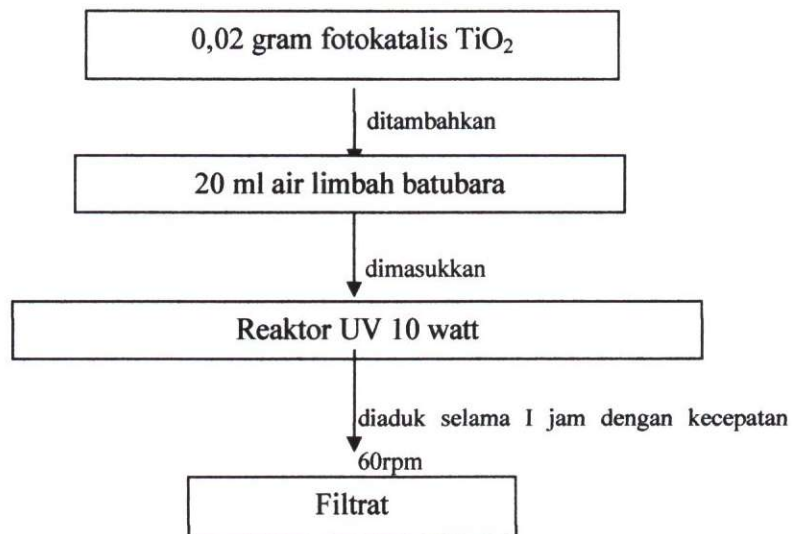 0,02 gram fotokatalis TiO₂
ditambahkan
20 ml air limbah batubara
dimasukkan
Reaktor UV 10 watt
diaduk selama I jam dengan kecepatan
60rpm
Filtrat